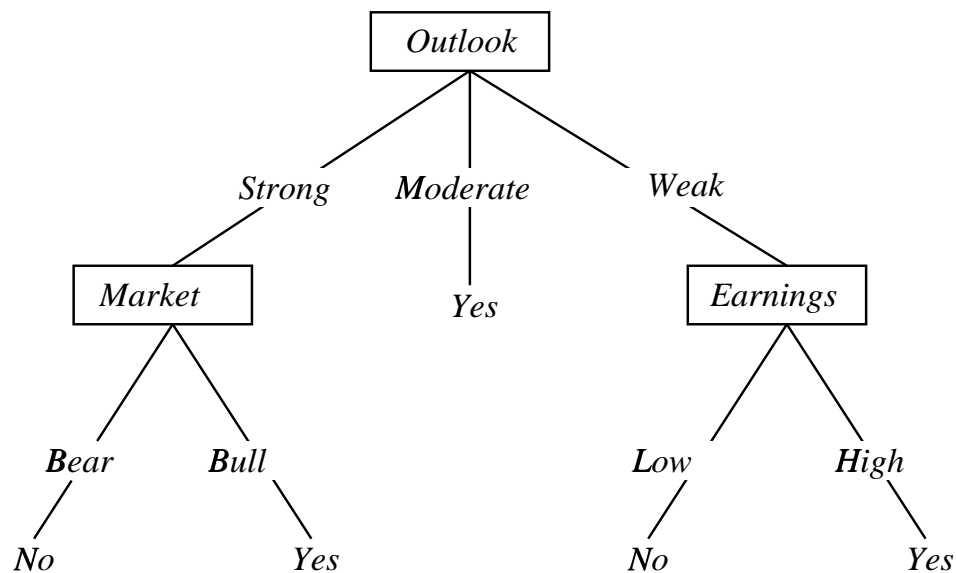 Outlook
Strong
Moderate
Weak
Market
Yes
Earnings
Bear
Bull
Low
High
No
Yes
No
Yes